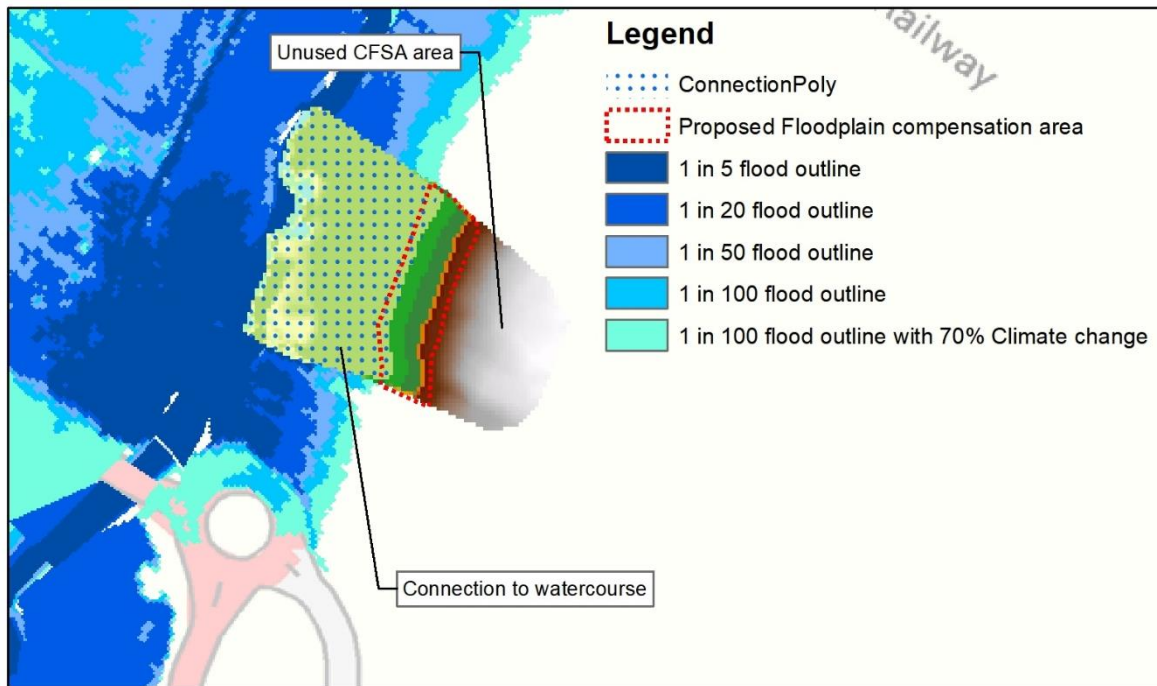 Unused CFSA area
Railway
Legend
ConnectionPoly
Proposed Floodplain compensation area
1 in 5 flood outline
1 in 20 flood outline
1 in 50 flood outline
1 in 100 flood outline
1 in 100 flood outline with 70% Climate change
Connection to watercourse